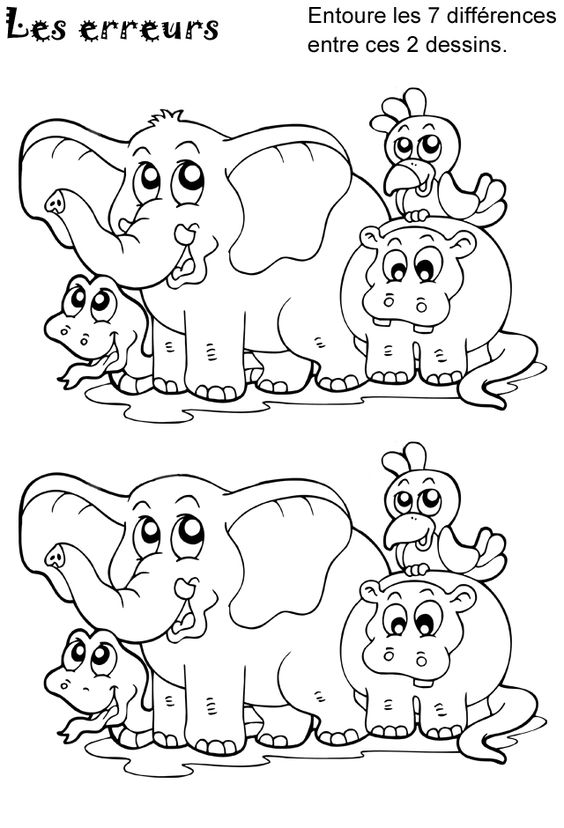 Les erreurs
Entoure les 7 différences
entre ces 2 dessins.